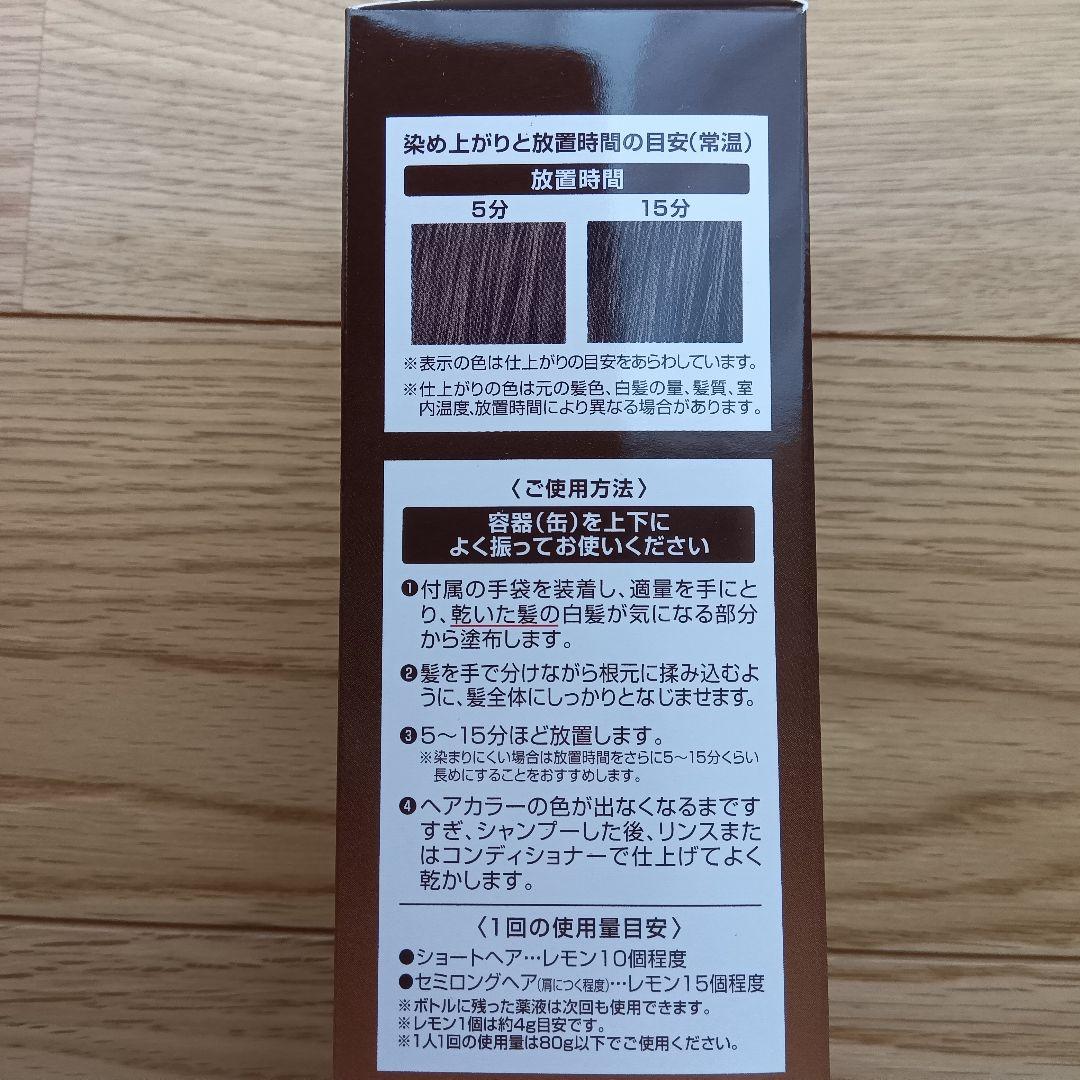 染め上がりと放置時間の目安(常温)
放置時間
5分 15分
※表示の色は仕上がりの目安をあらわしています。
※仕上がりの色は元の髪色、白髪の量、髪質、室
内温度、放置時間により異なる場合があります。
〈ご使用方法〉
容器(缶)を上下に
よく振ってお使いください
❶付属の手袋を装着し、適量を手にと
り、乾いた髪の白髪が気になる部分
から塗布します。
❷髪を手で分けながら根元に揉み込むよ
うに、髪全体にしっかりとなじませます。
❸5～15分ほど放置します。
※染まりにくい場合は放置時間をさらに5～15分くらい
長めにすることをおすすめします。
❹ヘアカラーの色が出なくなるまです
すぎ、シャンプーした後、リンスまた
はコンディショナーで仕上げてよく
乾かします。
〈1回の使用量目安〉
●ショートヘア…レモン10個程度
●セミロングヘア(肩につく程度)…レモン15個程度
※ボトルに残った薬液は次回も使用できます。
※レモン1個は約4g目安です。
※1人1回の使用量は80g以下でご使用ください。